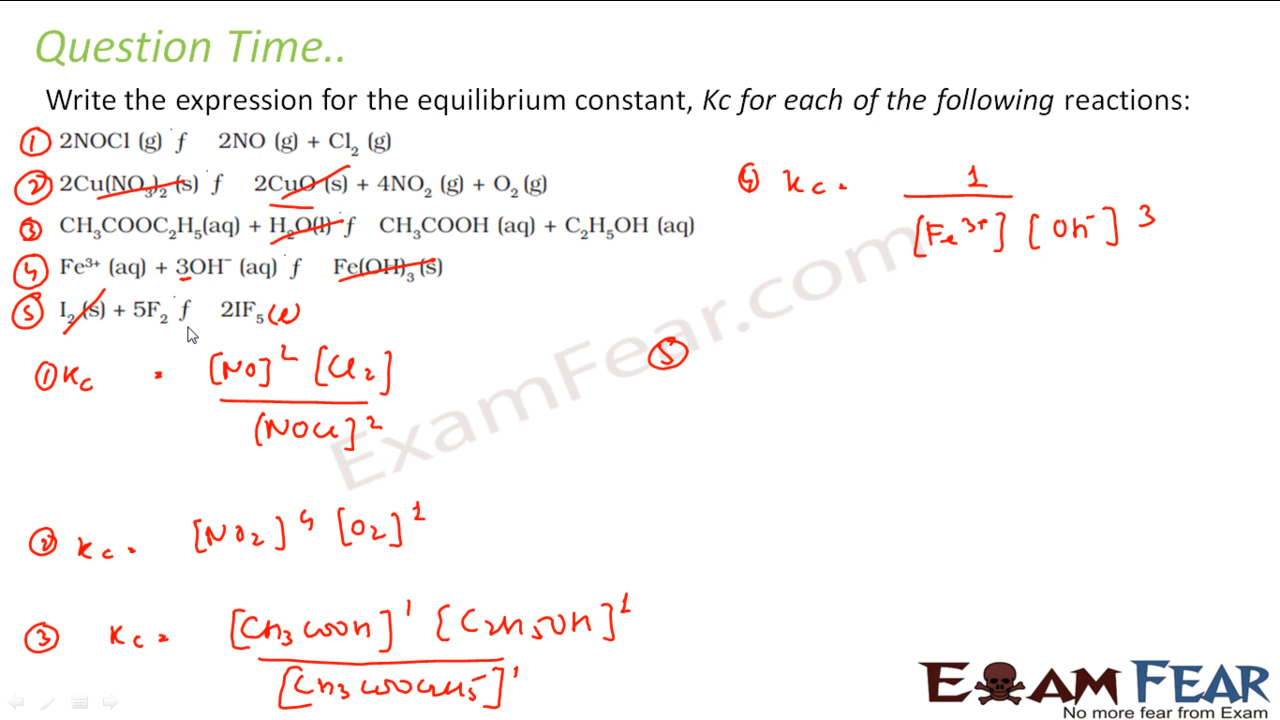 Question Time..
Write the expression for the equilibrium constant, Kc for each of the following reactions:
① 2NOCl (g) f 2NO (g) + Cl₂ (g)
② 2Cu(NO₃)₂ (s) f 2CuO (s) + 4NO₂ (g) + O₂ (g)
③ CH₃COOC₂H₅(aq) + H₂O(l) f CH₃COOH (aq) + C₂H₅OH (aq)
④ Fe³⁺ (aq) + 3OH⁻ (aq) f Fe(OH)₃ (s)
⑤ I₂ (s) + 5F₂ f 2IF₅ (l)
① Kc = [NO]² [Cl₂]
[NOCl]²
② Kc = [NO₂]⁴ [O₂]¹
③ Kc = [CH₃COOH]¹ [C₂H₅OH]¹
[CH₃COOC₂H₅]¹
④ Kc = 1
[Fe³⁺] [OH⁻]³
⑤
ExamFear.com
EXAM FEAR
No more fear from Exam